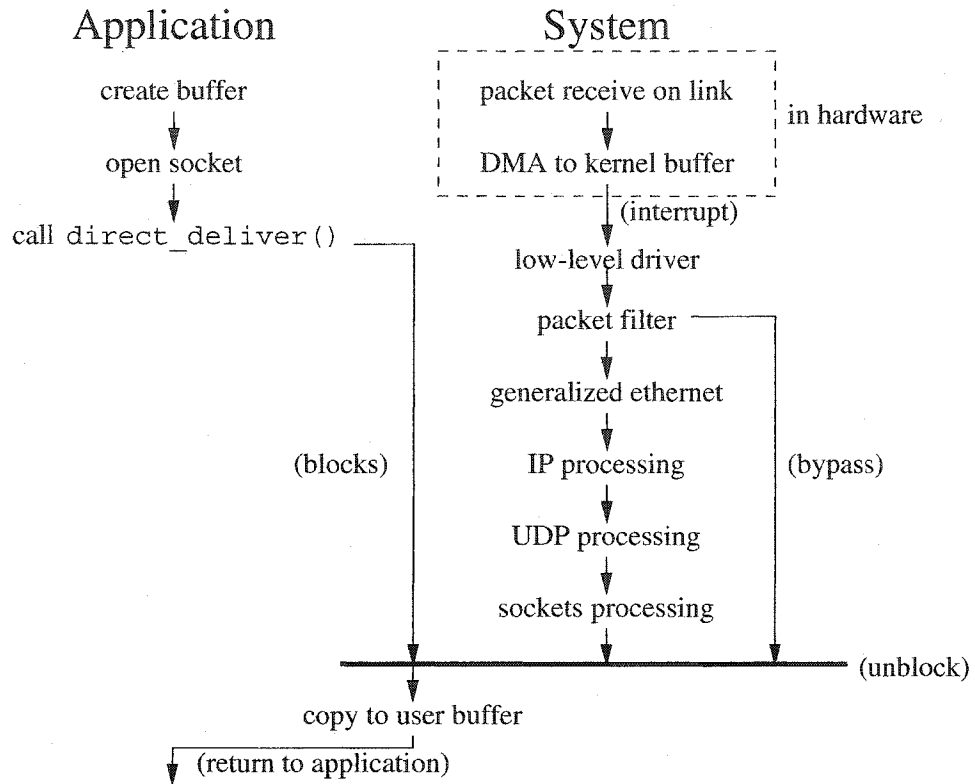 Application
System
create buffer
packet receive on link
in hardware
open socket
DMA to kernel buffer
(interrupt)
call direct_deliver()
low-level driver
packet filter
generalized ethernet
(blocks)
IP processing
(bypass)
UDP processing
sockets processing
(unblock)
copy to user buffer
(return to application)